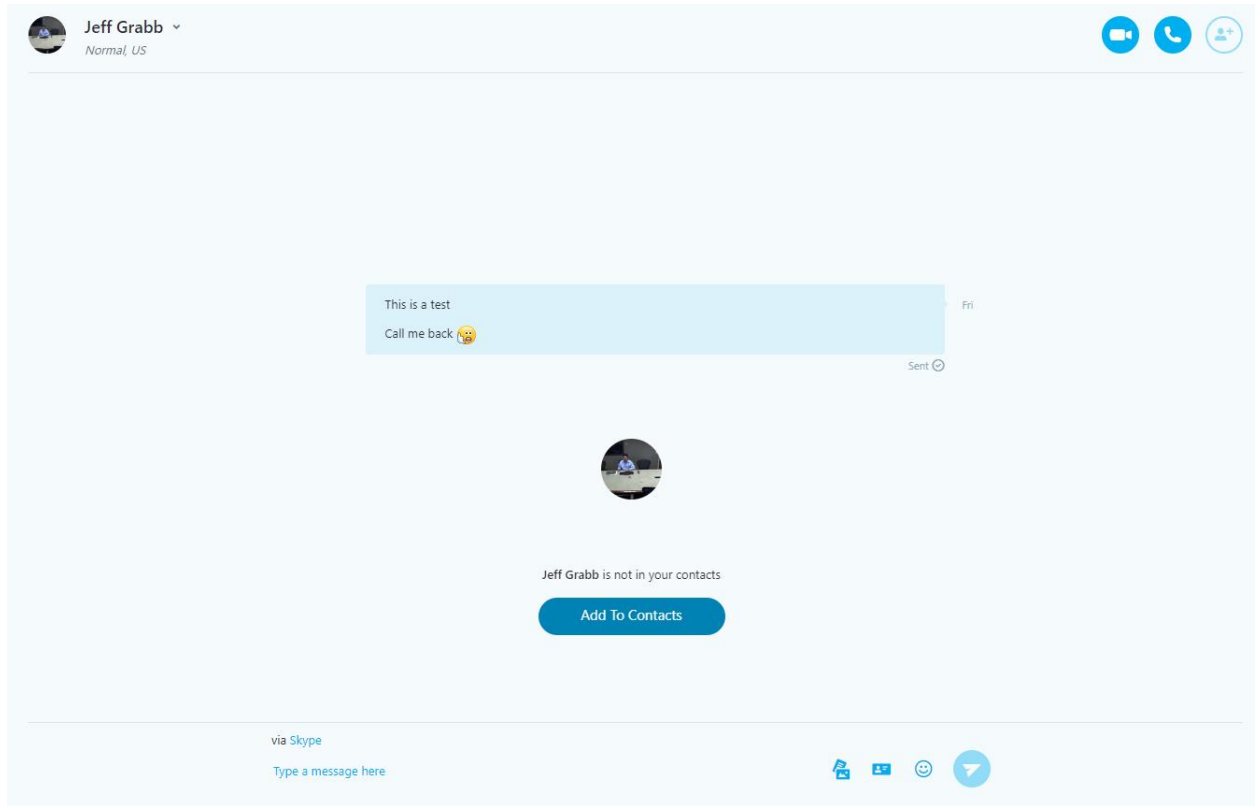 Jeff Grabb
Normal, US
This is a test
Fri
Call me back
Sent
Jeff Grabb is not in your contacts
Add To Contacts
via Skype
Type a message here